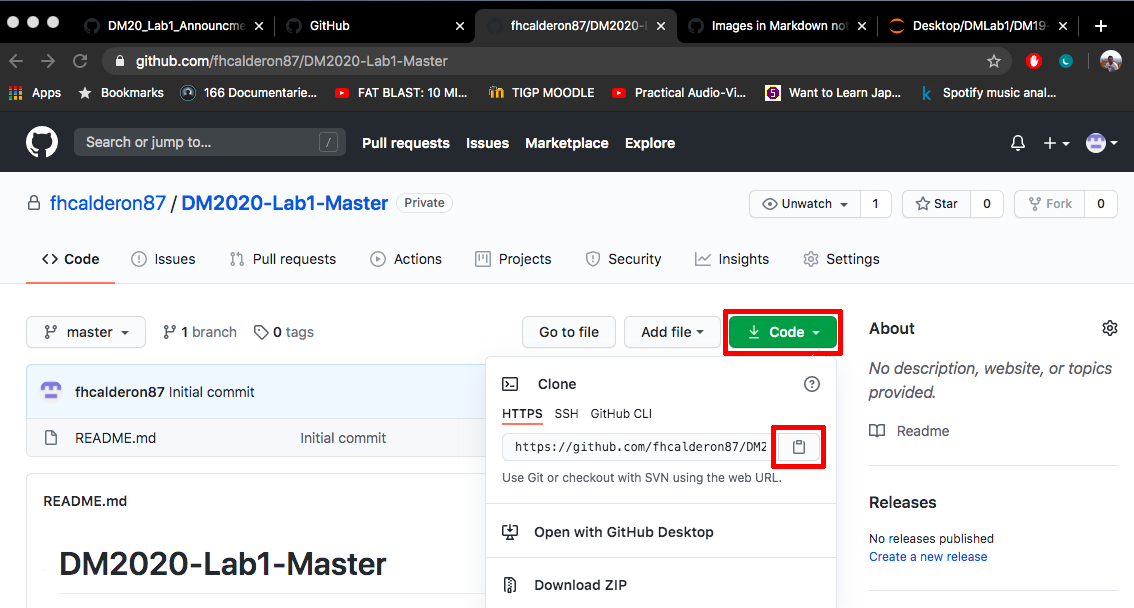 DM20_Lab1_Announcme
GitHub
fhcalderon87/DM2020-L
Images in Markdown not
Desktop/DMLab1/DM19-
github.com/fhcalderon87/DM2020-Lab1-Master
Apps
Bookmarks
166 Documentarie...
FAT BLAST: 10 MI...
TIGP MOODLE
Practical Audio-Vi...
Want to Learn Jap...
Spotify music anal...
Search or jump to...
/
Pull requests
Issues
Marketplace
Explore
fhcalderon87 / DM2020-Lab1-Master
Private
Unwatch
1
Star
0
Fork
0
Code
Issues
Pull requests
Actions
Projects
Security
Insights
Settings
master
1 branch
0 tags
Go to file
Add file
Code
fhcalderon87 Initial commit
README.md
Initial commit
Clone
HTTPS
SSH
GitHub CLI
https://github.com/fhcalderon87/DM2
Use Git or checkout with SVN using the web URL.
Open with GitHub Desktop
Download ZIP
README.md
DM2020-Lab1-Master
About
No description, website, or topics
provided.
Readme
Releases
No releases published
Create a new release